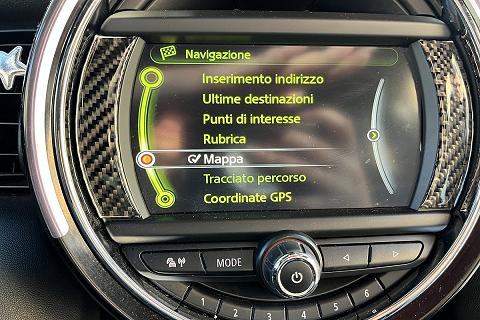 Navigazione
Inserimento indirizzo
Ultime destinazioni
Punti di interesse
Rubrica
Mappa
Tracciato percorso
Coordinate GPS
MODE
1
2
3
4
5
6